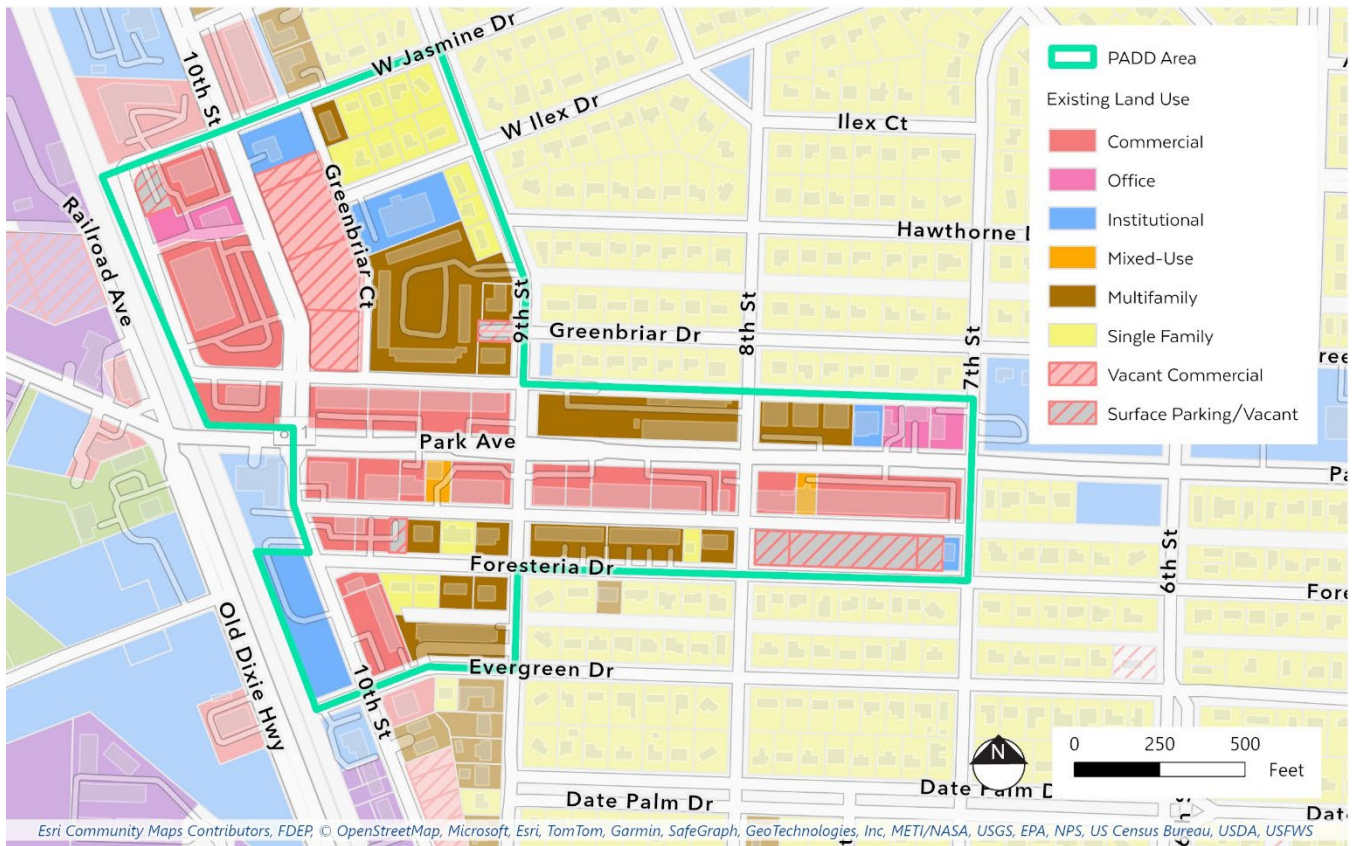 W Jasmine Dr
10th St
W Ilex Dr
Ilex Ct
Greenbriar Ct
Railroad Ave
Hawthorne
9th St
Greenbriar Dr
8th St
7th St
Park Ave
Foresteria Dr
6th St
Evergreen Dr
Old Dixie Hwy
10th St
Date Palm Dr
Date Palm D
PADD Area
Existing Land Use
Commercial
Office
Institutional
Mixed-Use
Multifamily
Single Family
Vacant Commercial
Surface Parking/Vacant
N
0 250 500
Feet
Esri Community Maps Contributors, FDEP, © OpenStreetMap, Microsoft, Esri, TomTom, Garmin, SafeGraph, GeoTechnologies, Inc, METI/NASA, USGS, EPA, NPS, US Census Bureau, USDA, USFWS